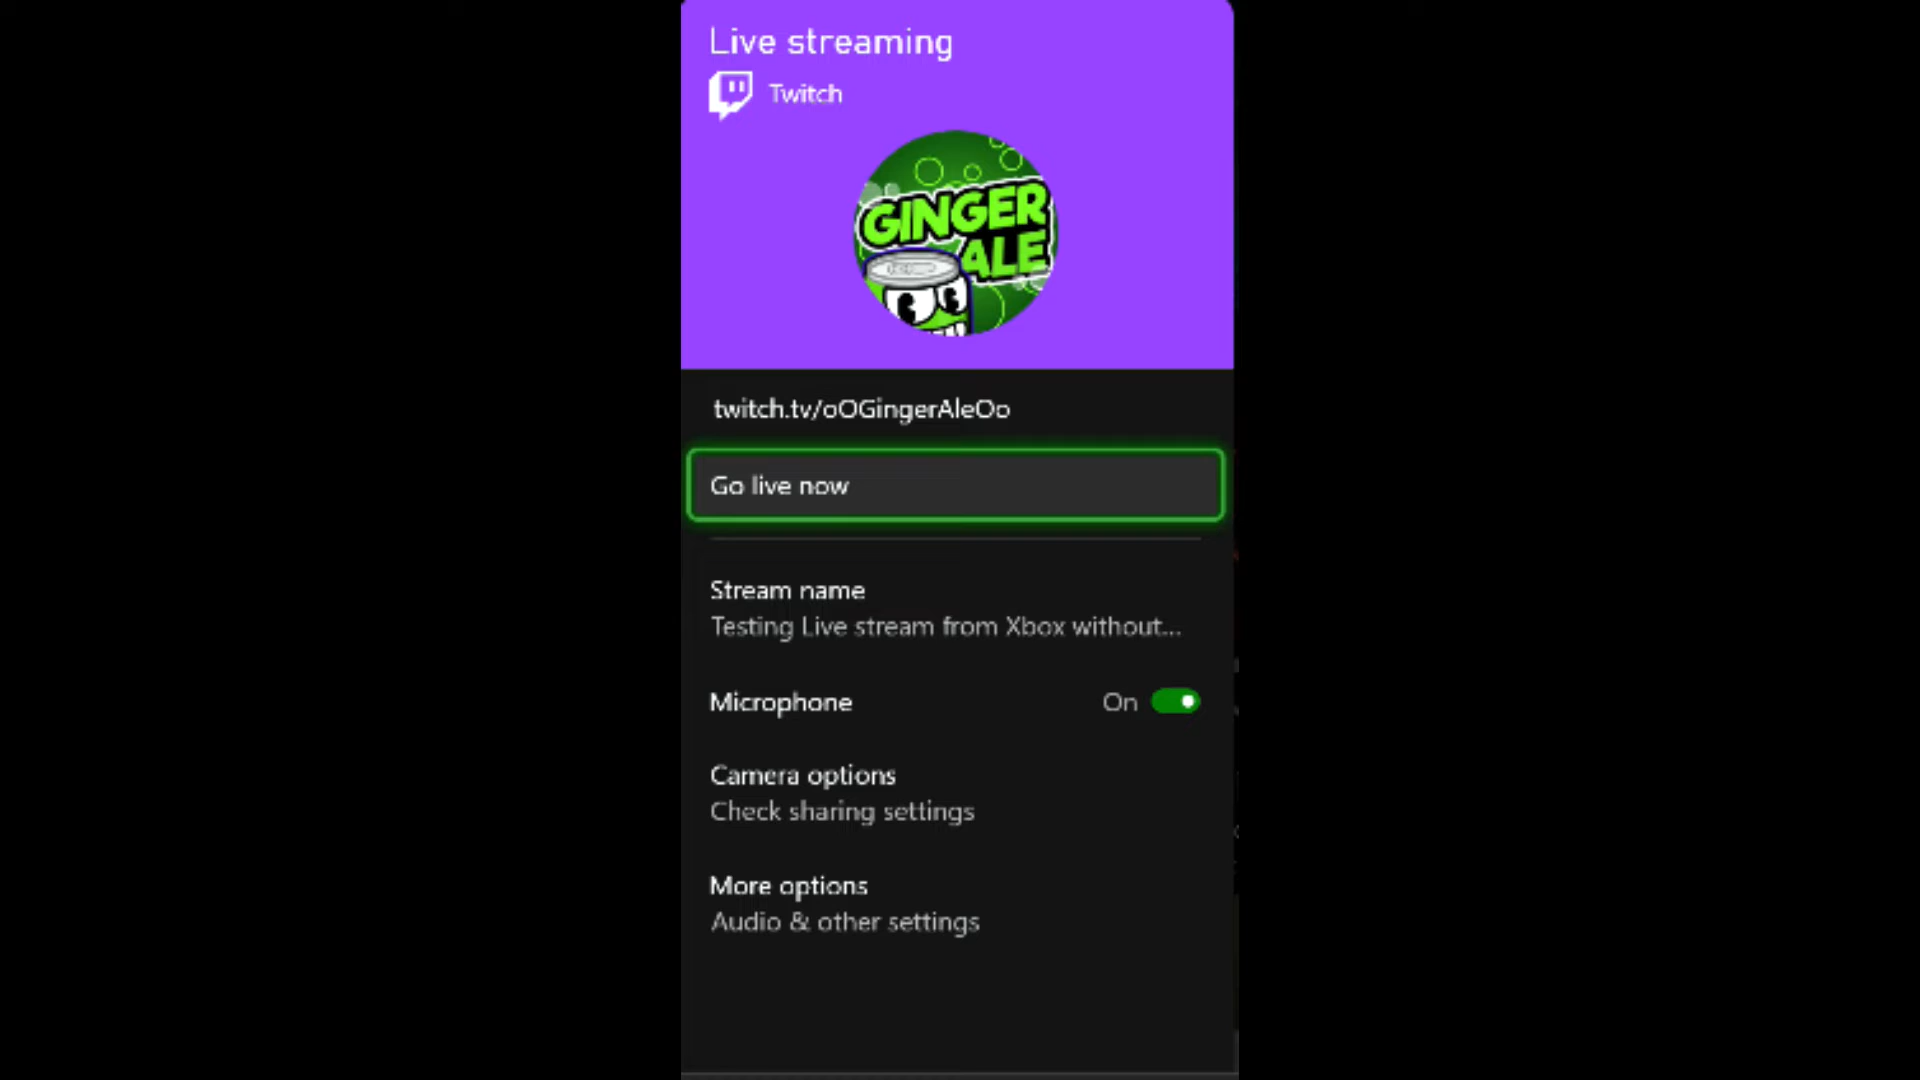 Live streaming
Twitch
GINGER
ALE
twitch.tv/oOGingerAleOo
Go live now
Stream name
Testing Live stream from Xbox without...
Microphone
On
Camera options
Check sharing settings
More options
Audio & other settings